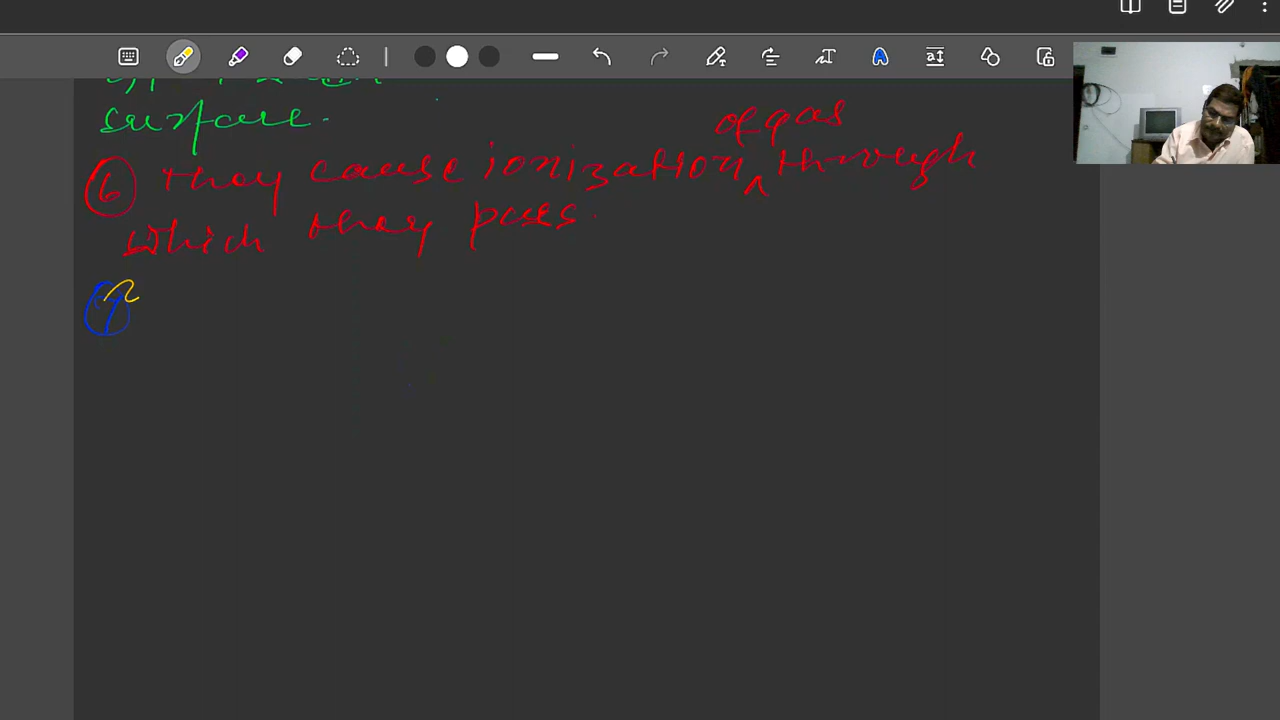 surface.
of gas
⑥ they cause ionization ^ through
which they pass.
⑦